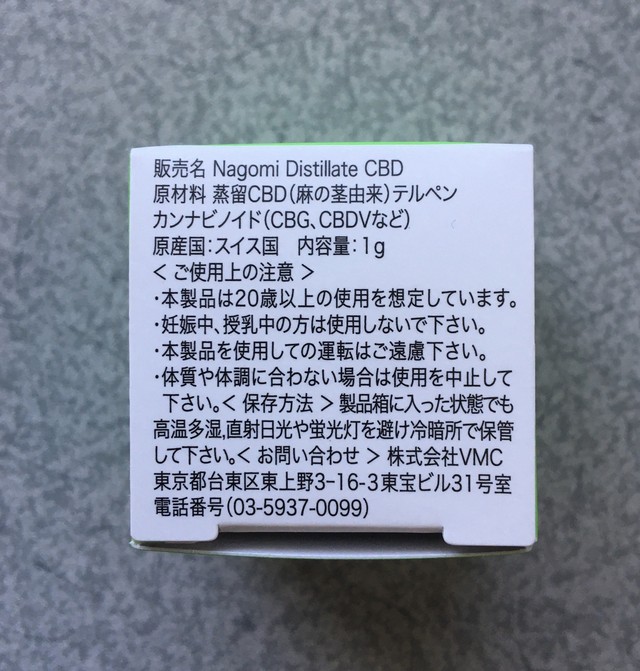 販売名 Nagomi Distillate CBD
原材料 蒸留CBD(麻の茎由来)テルペン
カンナビノイド(CBG、CBDVなど)
原産国:スイス国　内容量:1g
< ご使用上の注意 >
・本製品は20歳以上の使用を想定しています。
・妊娠中、授乳中の方は使用しないで下さい。
・本製品を使用しての運転はご遠慮下さい。
・体質や体調に合わない場合は使用を中止して
下さい。< 保存方法 >製品箱に入った状態でも
高温多湿,直射日光や蛍光灯を避け冷暗所で保管
して下さい。< お問い合わせ > 株式会社VMC
東京都台東区東上野3-16-3東宝ビル31号室
電話番号(03-5937-0099)